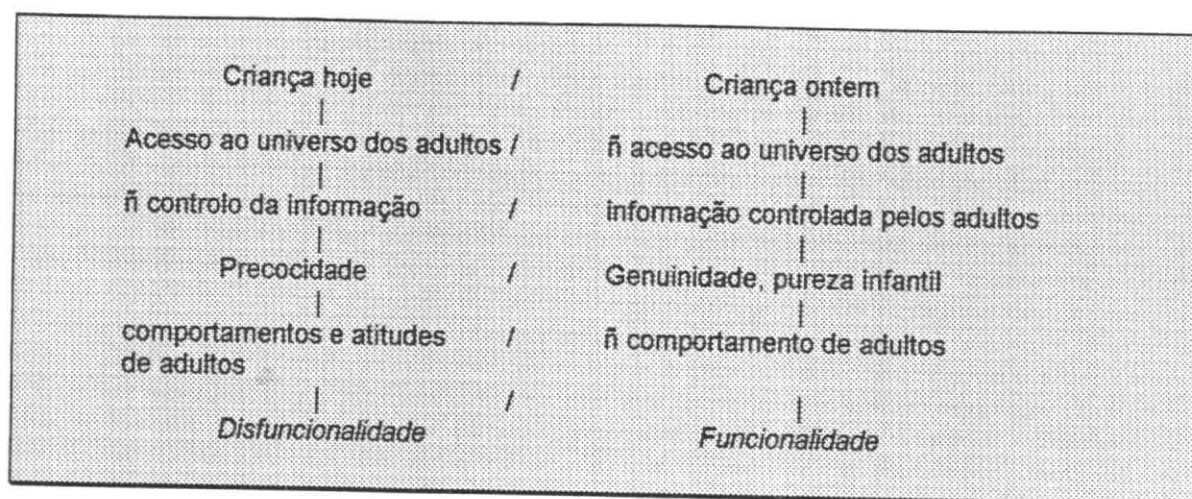 Criança hoje / Criança ontem
|
Acesso ao universo dos adultos / ñ acesso ao universo dos adultos
|
ñ controlo da informação / informação controlada pelos adultos
|
Precocidade / Genuinidade, pureza infantil
|
comportamentos e atitudes / ñ comportamento de adultos
de adultos
| / |
Disfuncionalidade Funcionalidade